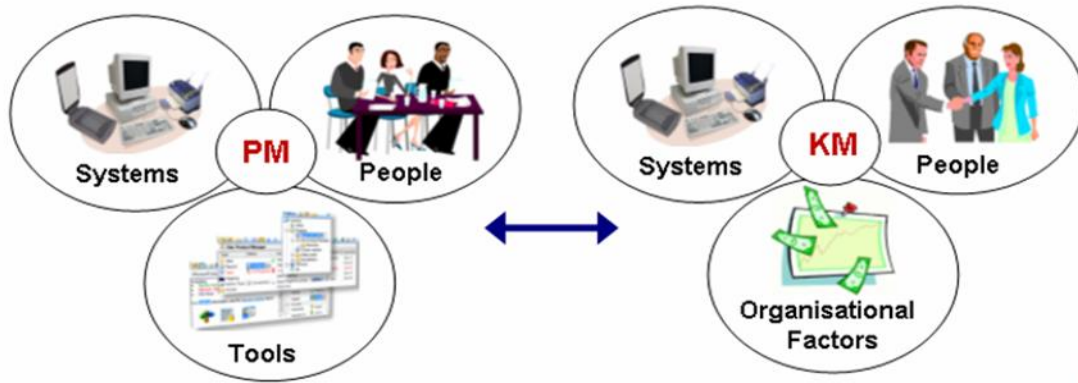 PM
Systems
People
Tools
KM
Systems
People
Organisational
Factors